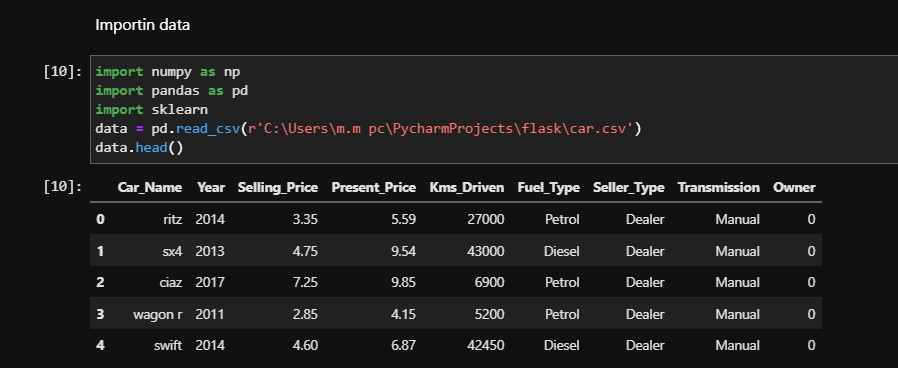 Importin data
[10]: import numpy as np
import pandas as pd
import sklearn
data = pd.read_csv(r'C:\Users\m.m pc\PycharmProjects\flask\car.csv')
data.head()
[10]: Car_Name Year Selling_Price Present_Price Kms_Driven Fuel_Type Seller_Type Transmission Owner
0 ritz 2014 3.35 5.59 27000 Petrol Dealer Manual 0
1 sx4 2013 4.75 9.54 43000 Diesel Dealer Manual 0
2 ciaz 2017 7.25 9.85 6900 Petrol Dealer Manual 0
3 wagon r 2011 2.85 4.15 5200 Petrol Dealer Manual 0
4 swift 2014 4.60 6.87 42450 Diesel Dealer Manual 0